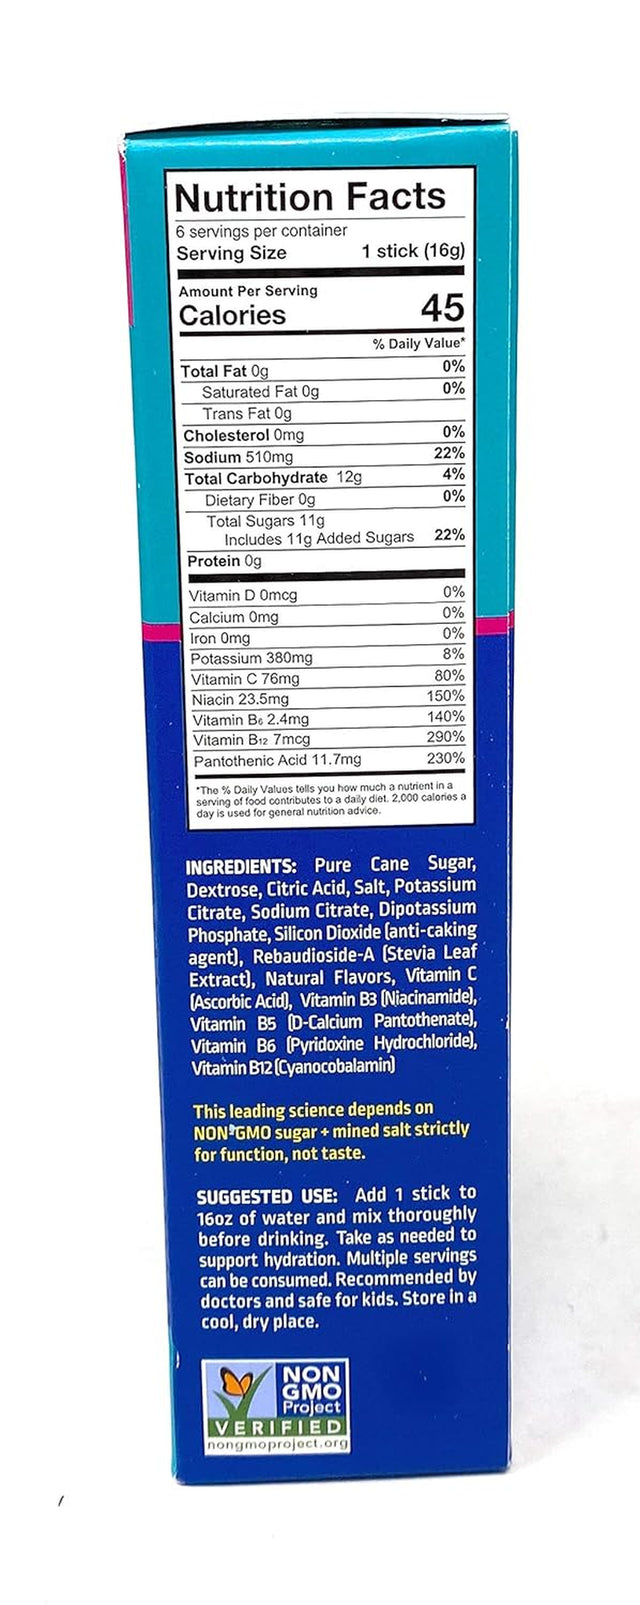 Nutrition Facts
6 servings per container
Serving Size 1 stick (16g)
Amount Per Serving
Calories 45
% Daily Value*
Total Fat 0g 0%
Saturated Fat 0g 0%
Trans Fat 0g
Cholesterol 0mg 0%
Sodium 510mg 22%
Total Carbohydrate 12g 4%
Dietary Fiber 0g 0%
Total Sugars 11g
Includes 11g Added Sugars 22%
Protein 0g
Vitamin D 0mcg 0%
Calcium 0mg 0%
Iron 0mg 0%
Potassium 380mg 8%
Vitamin C 76mg 80%
Niacin 23.5mg 150%
Vitamin B₆ 2.4mg 140%
Vitamin B₁₂ 7mcg 290%
Pantothenic Acid 11.7mg 230%
*The % Daily Values tells you how much a nutrient in a
serving of food contributes to a daily diet. 2,000 calories a
day is used for general nutrition advice.
INGREDIENTS: Pure Cane Sugar,
Dextrose, Citric Acid, Salt, Potassium
Citrate, Sodium Citrate, Dipotassium
Phosphate, Silicon Dioxide (anti-caking
agent), Rebaudioside-A (Stevia Leaf
Extract), Natural Flavors, Vitamin C
(Ascorbic Acid), Vitamin B3 (Niacinamide),
Vitamin B5 (D-Calcium Pantothenate),
Vitamin B6 (Pyridoxine Hydrochloride),
Vitamin B12 (Cyanocobalamin)
This leading science depends on
NON-GMO sugar + mined salt strictly
for function, not taste.
SUGGESTED USE: Add 1 stick to
16oz of water and mix thoroughly
before drinking. Take as needed to
support hydration. Multiple servings
can be consumed. Recommended by
doctors and safe for kids. Store in a
cool, dry place.
NON
GMO
Project
VERIFIED
nongmoproject.org